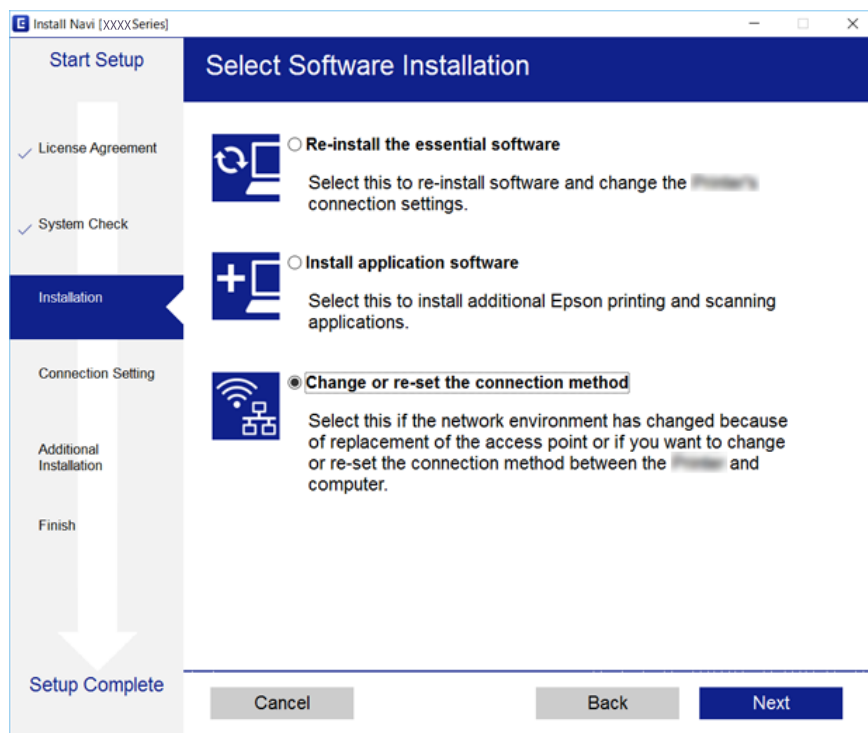 Install Navi [XXXX Series]
Start Setup
License Agreement
System Check
Installation
Connection Setting
Additional
Installation
Finish
Setup Complete
Select Software Installation
Re-install the essential software
Select this to re-install software and change the
connection settings.
Install application software
Select this to install additional Epson printing and scanning
applications.
Change or re-set the connection method
Select this if the network environment has changed because
of replacement of the access point or if you want to change
or re-set the connection method between the and
computer.
Cancel
Back
Next